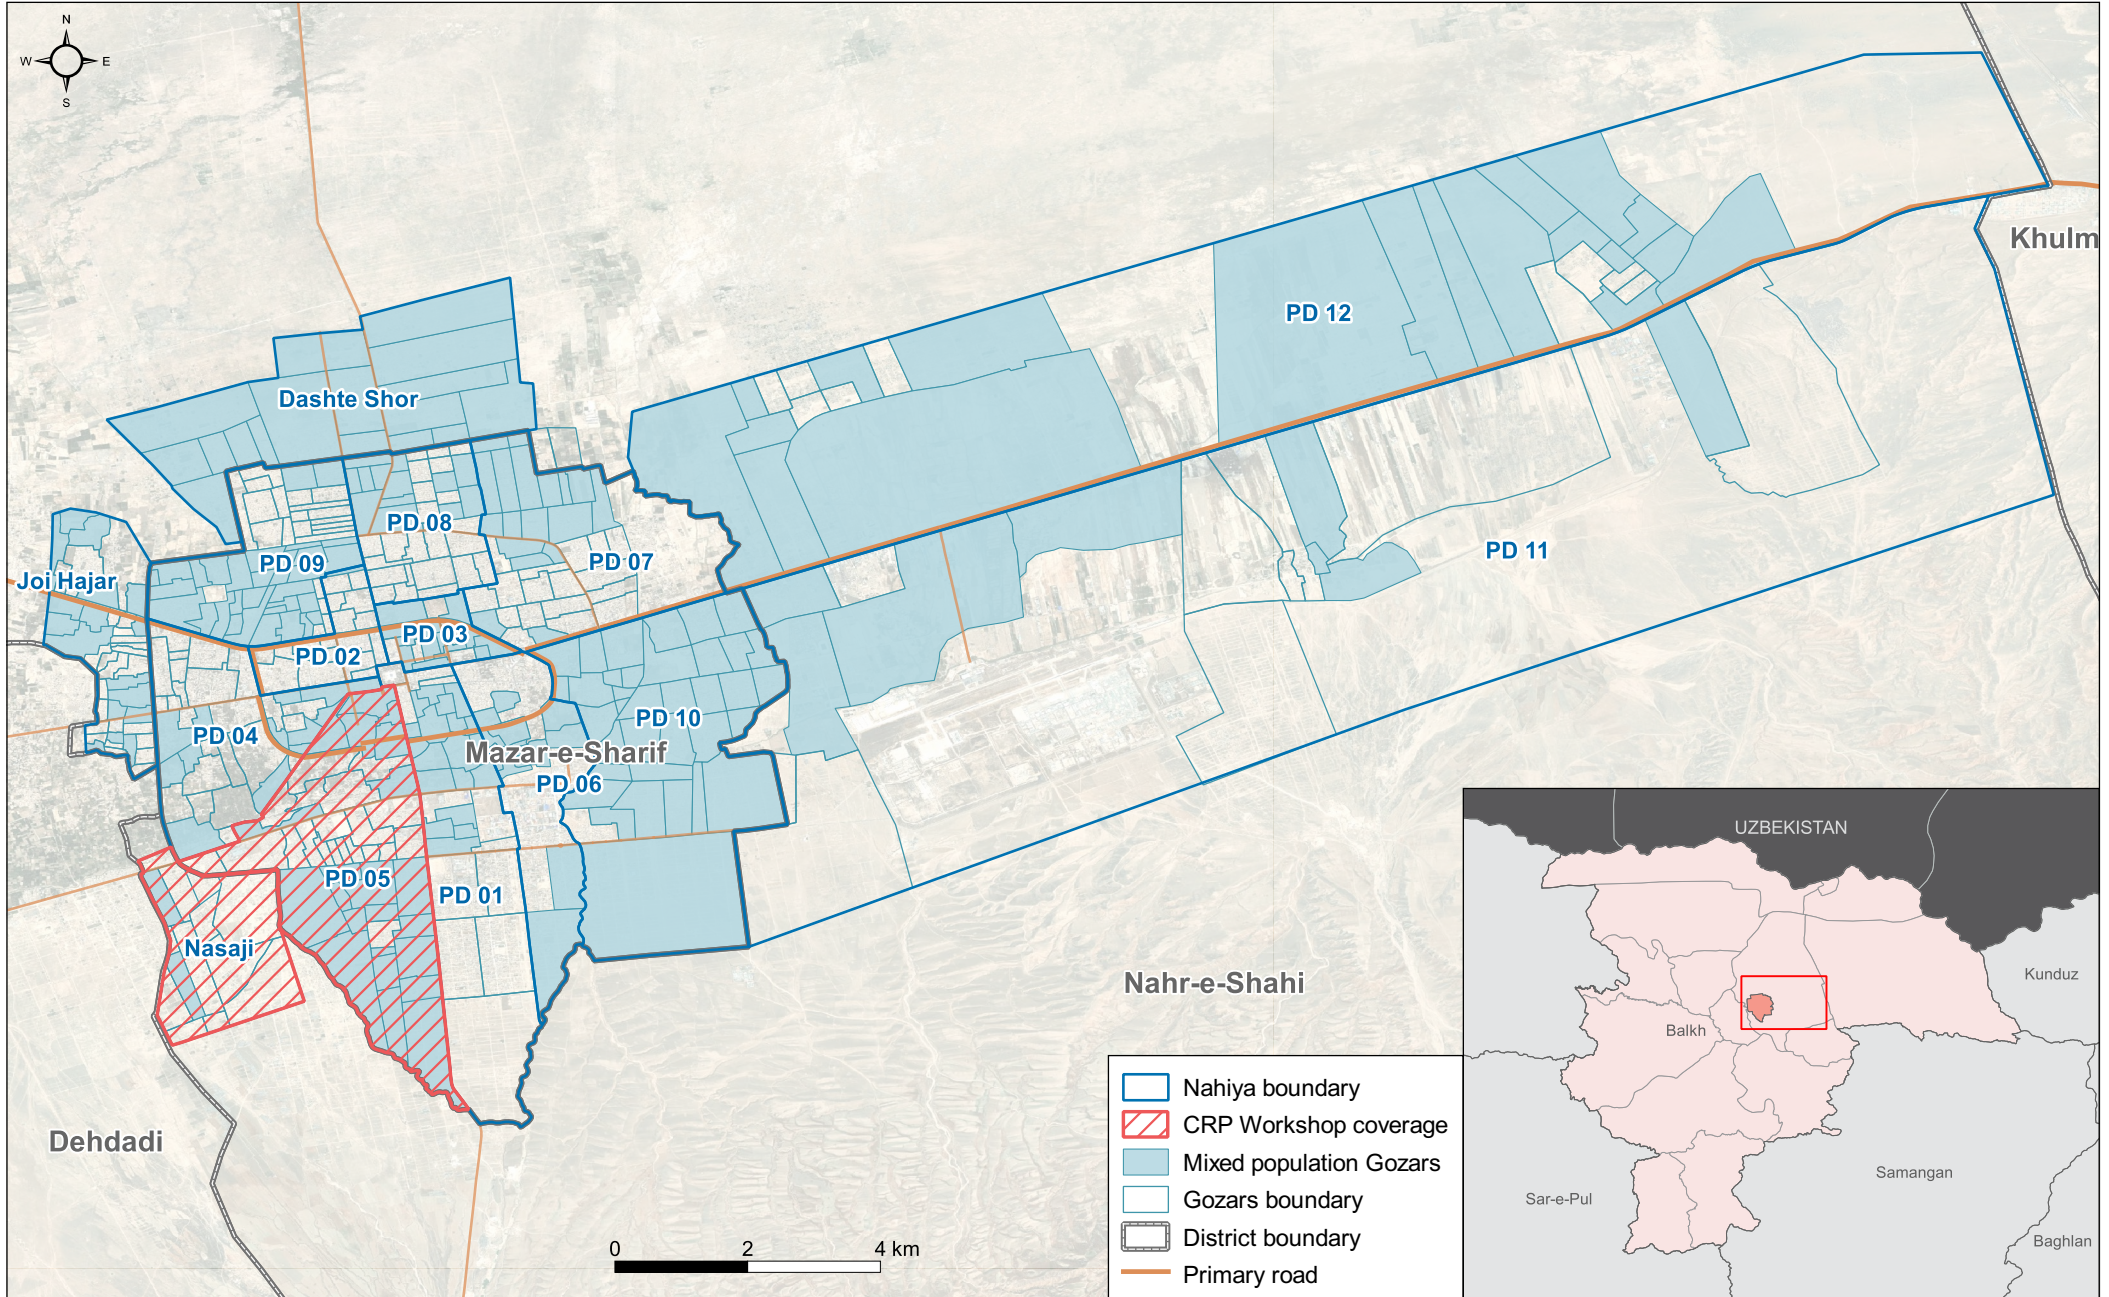 N
W E
S
Khulm
PD 12
Dashte Shor
PD 08
PD 11
PD 09
PD 07
Joi Hajar
PD 03
PD 02
PD 10
PD 04
Mazar-e-Sharif
PD 06
PD 05
PD 01
Nasaji
Nahr-e-Shahi
Dehdadi
0 2 4 km
Nahiya boundary
CRP Workshop coverage
Mixed population Gozars
Gozars boundary
District boundary
Primary road
UZBEKISTAN
Kunduz
Balkh
Samangan
Sar-e-Pul
Baghlan